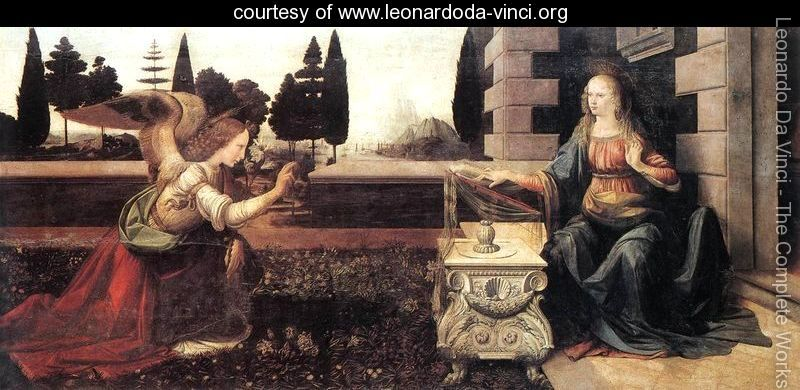 courtesy of www.leonardoda-vinci.org
Leonardo Da Vinci - The Complete Works